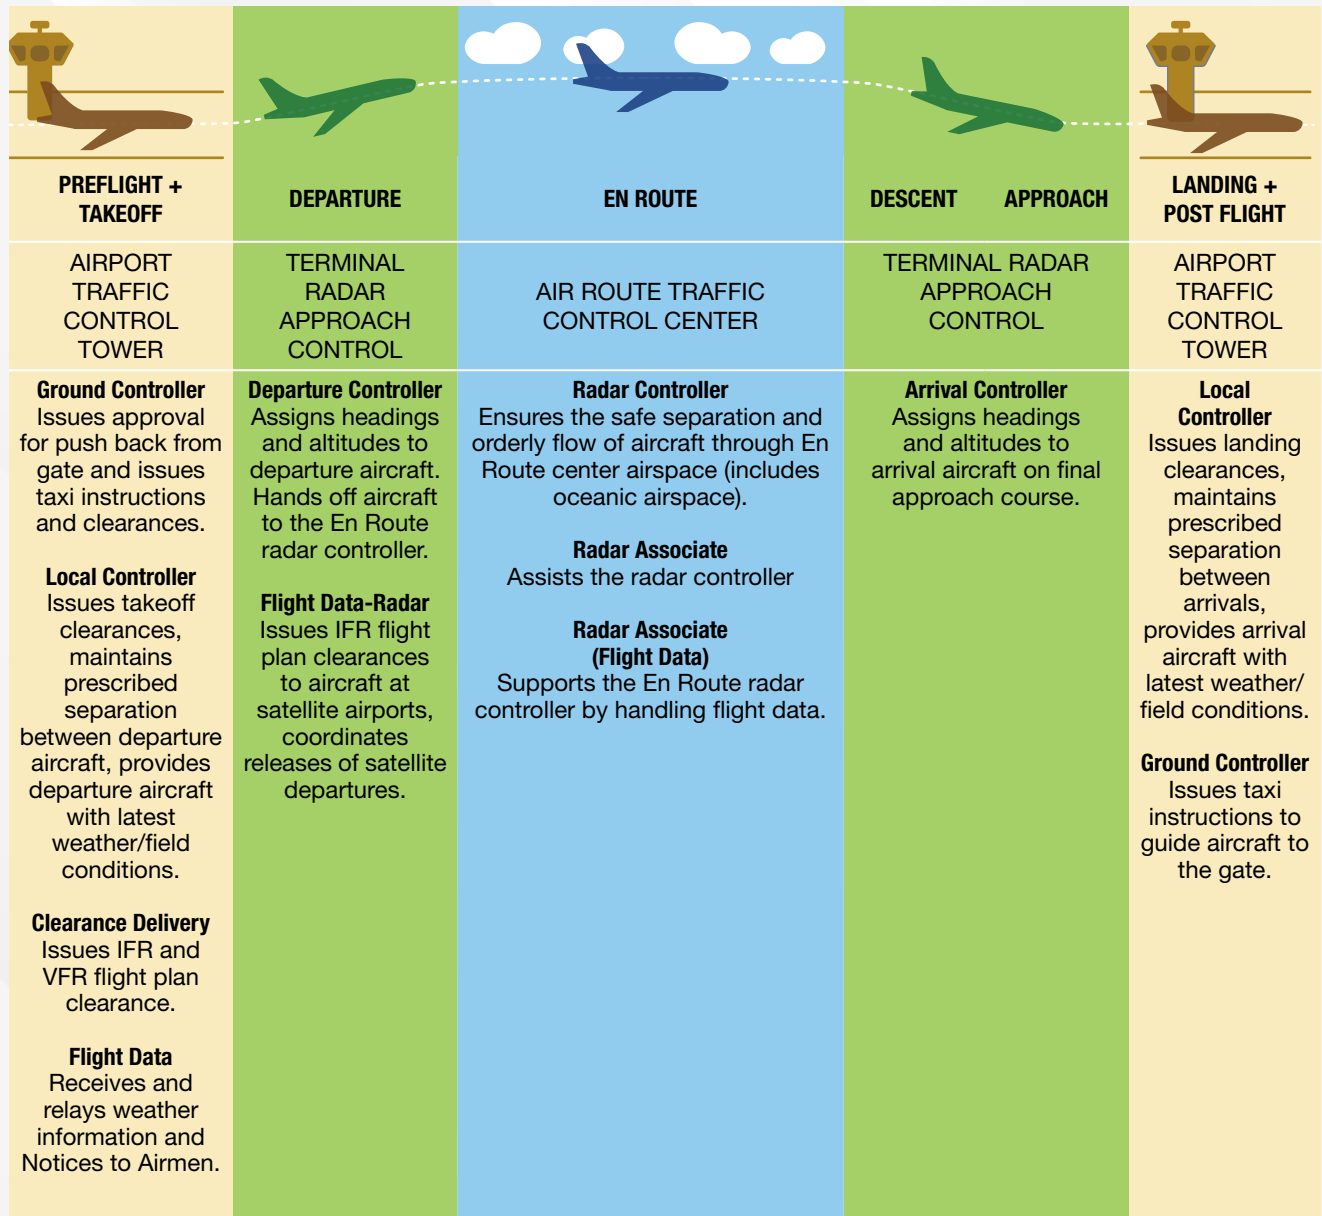 PREFLIGHT +
TAKEOFF
DEPARTURE
EN ROUTE
DESCENT APPROACH
LANDING +
POST FLIGHT
AIRPORT
TRAFFIC
CONTROL
TOWER
TERMINAL
RADAR
APPROACH
CONTROL
AIR ROUTE TRAFFIC
CONTROL CENTER
TERMINAL RADAR
APPROACH
CONTROL
AIRPORT
TRAFFIC
CONTROL
TOWER
Ground Controller
Issues approval
for push back from
gate and issues
taxi instructions
and clearances.
Local Controller
Issues takeoff
clearances,
maintains
prescribed
separation
between departure
aircraft, provides
departure aircraft
with latest
weather/field
conditions.
Clearance Delivery
Issues IFR and
VFR flight plan
clearance.
Flight Data
Receives and
relays weather
information and
Notices to Airmen.
Departure Controller
Assigns headings
and altitudes to
departure aircraft.
Hands off aircraft
to the En Route
radar controller.
Flight Data-Radar
Issues IFR flight
plan clearances
to aircraft at
satellite airports,
coordinates
releases of satellite
departures.
Radar Controller
Ensures the safe separation and
orderly flow of aircraft through En
Route center airspace (includes
oceanic airspace).
Radar Associate
Assists the radar controller
Radar Associate
(Flight Data)
Supports the En Route radar
controller by handling flight data.
Arrival Controller
Assigns headings
and altitudes to
arrival aircraft on final
approach course.
Local
Controller
Issues landing
clearances,
maintains
prescribed
separation
between
arrivals,
provides arrival
aircraft with
latest weather/
field conditions.
Ground Controller
Issues taxi
instructions to
guide aircraft to
the gate.